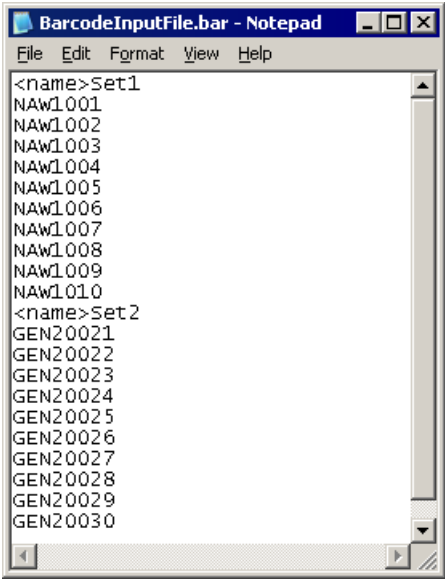 BarcodeInputFile.bar - Notepad
File Edit Format View Help
<name>Set1
NAW1001
NAW1002
NAW1003
NAW1004
NAW1005
NAW1006
NAW1007
NAW1008
NAW1009
NAW1010
<name>Set2
GEN20021
GEN20022
GEN20023
GEN20024
GEN20025
GEN20026
GEN20027
GEN20028
GEN20029
GEN20030